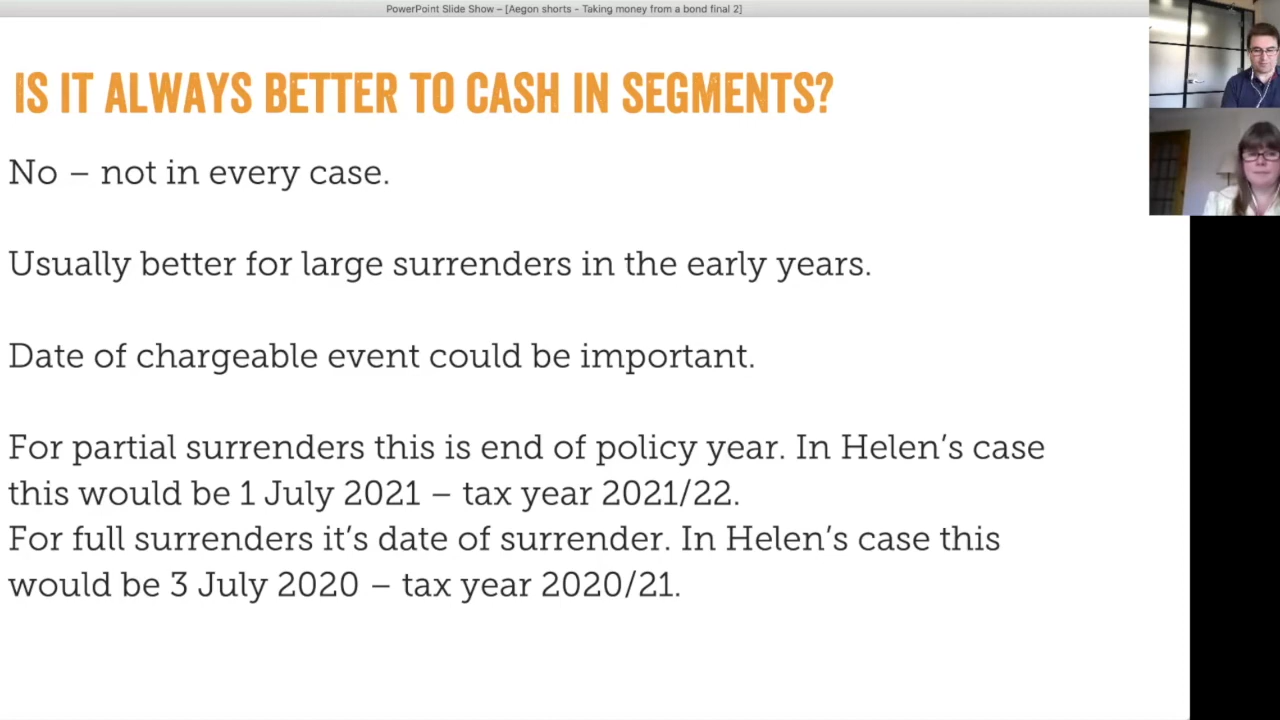 PowerPoint Slide Show – [Aegon shorts - Taking money from a bond final 2]
IS IT ALWAYS BETTER TO CASH IN SEGMENTS?
No – not in every case.
Usually better for large surrenders in the early years.
Date of chargeable event could be important.
For partial surrenders this is end of policy year. In Helen’s case
this would be 1 July 2021 – tax year 2021/22.
For full surrenders it’s date of surrender. In Helen’s case this
would be 3 July 2020 – tax year 2020/21.